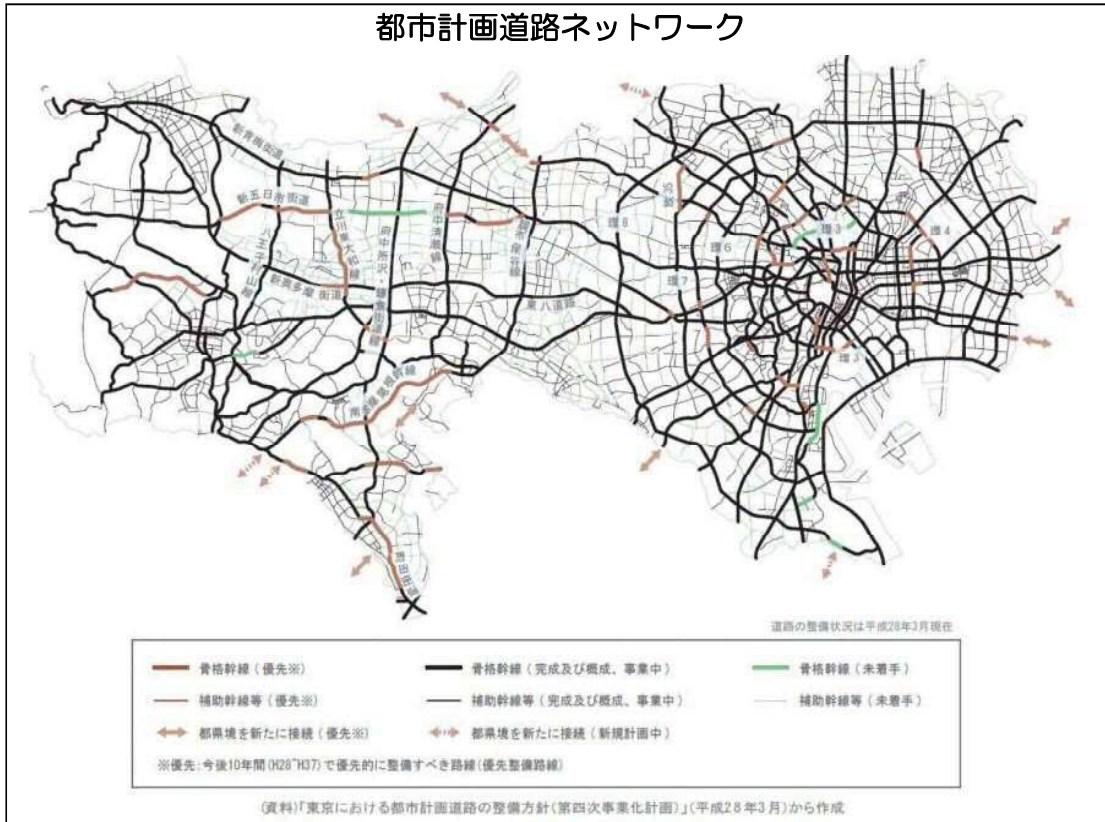 都市計画道路ネットワーク
新青梅街道
新五日市街道
立川東大和線
府中清瀬線
調布保谷線
八王子村山線
府中所沢・鎌倉街道線
新奥多摩街道
東八道路
南多摩尾根幹線
町田街道
環8
環8
環7
環6
環3
環4
環3
道路の整備状況は平成28年3月現在
骨格幹線(優先※)
骨格幹線(完成及び概成、事業中)
骨格幹線(未着手)
補助幹線等(優先※)
補助幹線等(完成及び概成、事業中)
補助幹線等(未着手)
都県境を新たに接続(優先※)
都県境を新たに接続(新規計画中)
※優先:今後10年間(H28~H37)で優先的に整備すべき路線(優先整備路線)
(資料)「東京における都市計画道路の整備方針(第四次事業化計画)」(平成28年3月)から作成